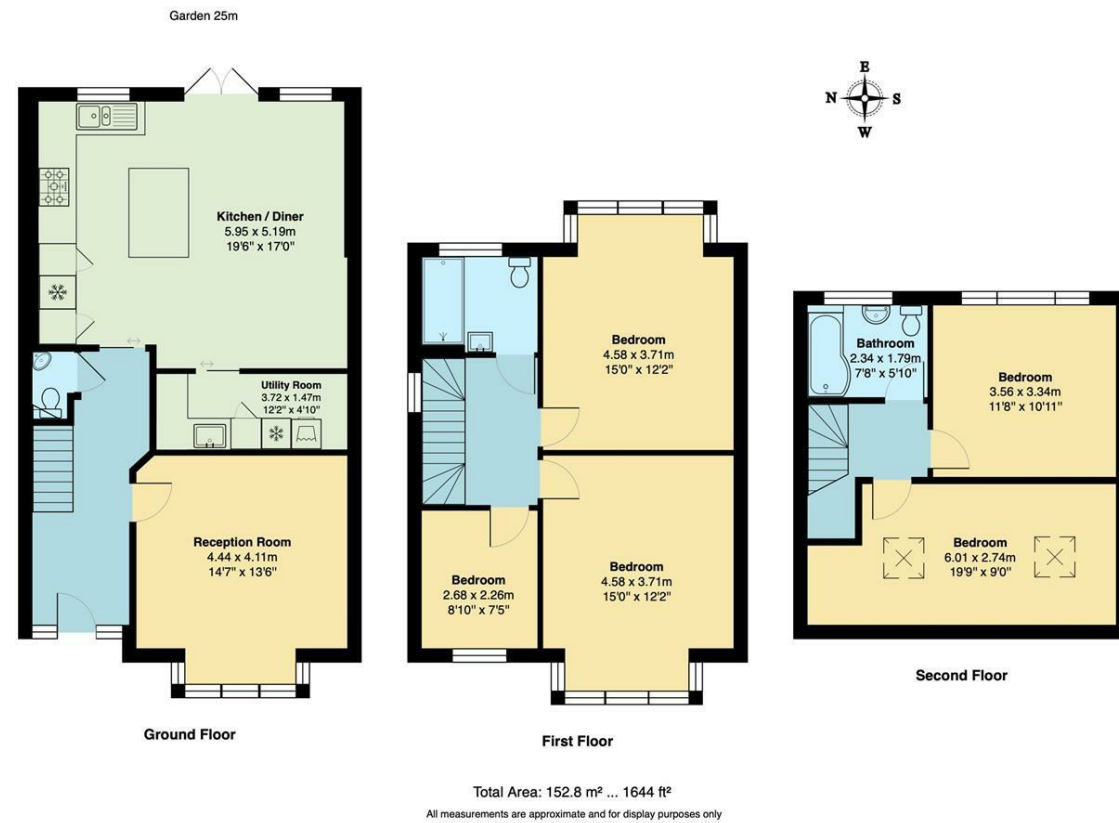 Garden 25m
E
N S
W
Kitchen / Diner
5.95 x 5.19m
19'6" x 17'0"
Utility Room
3.72 x 1.47m
12'2" x 4'10"
Reception Room
4.44 x 4.11m
14'7" x 13'6"
Ground Floor
Bedroom
4.58 x 3.71m
15'0" x 12'2"
Bedroom
2.68 x 2.26m
8'10" x 7'5"
Bedroom
4.58 x 3.71m
15'0" x 12'2"
First Floor
Bathroom
2.34 x 1.79m
7'8" x 5'10"
Bedroom
3.56 x 3.34m
11'8" x 10'11"
Bedroom
6.01 x 2.74m
19'9" x 9'0"
Second Floor
Total Area: 152.8 m² ... 1644 ft²
All measurements are approximate and for display purposes only